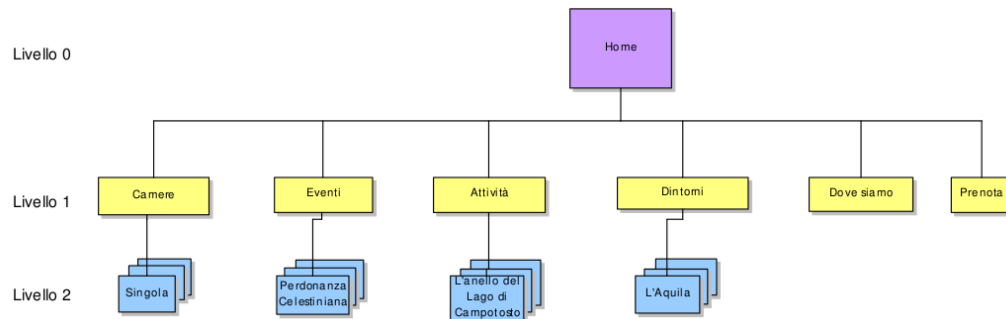 Livello 0
Home
Livello 1
Camere
Eventi
Attività
Dintorni
Dove siamo
Prenota
Livello 2
Singola
Perdonanza
Celestiniana
L'anello del
Lago di
Campotosto
L'Aquila